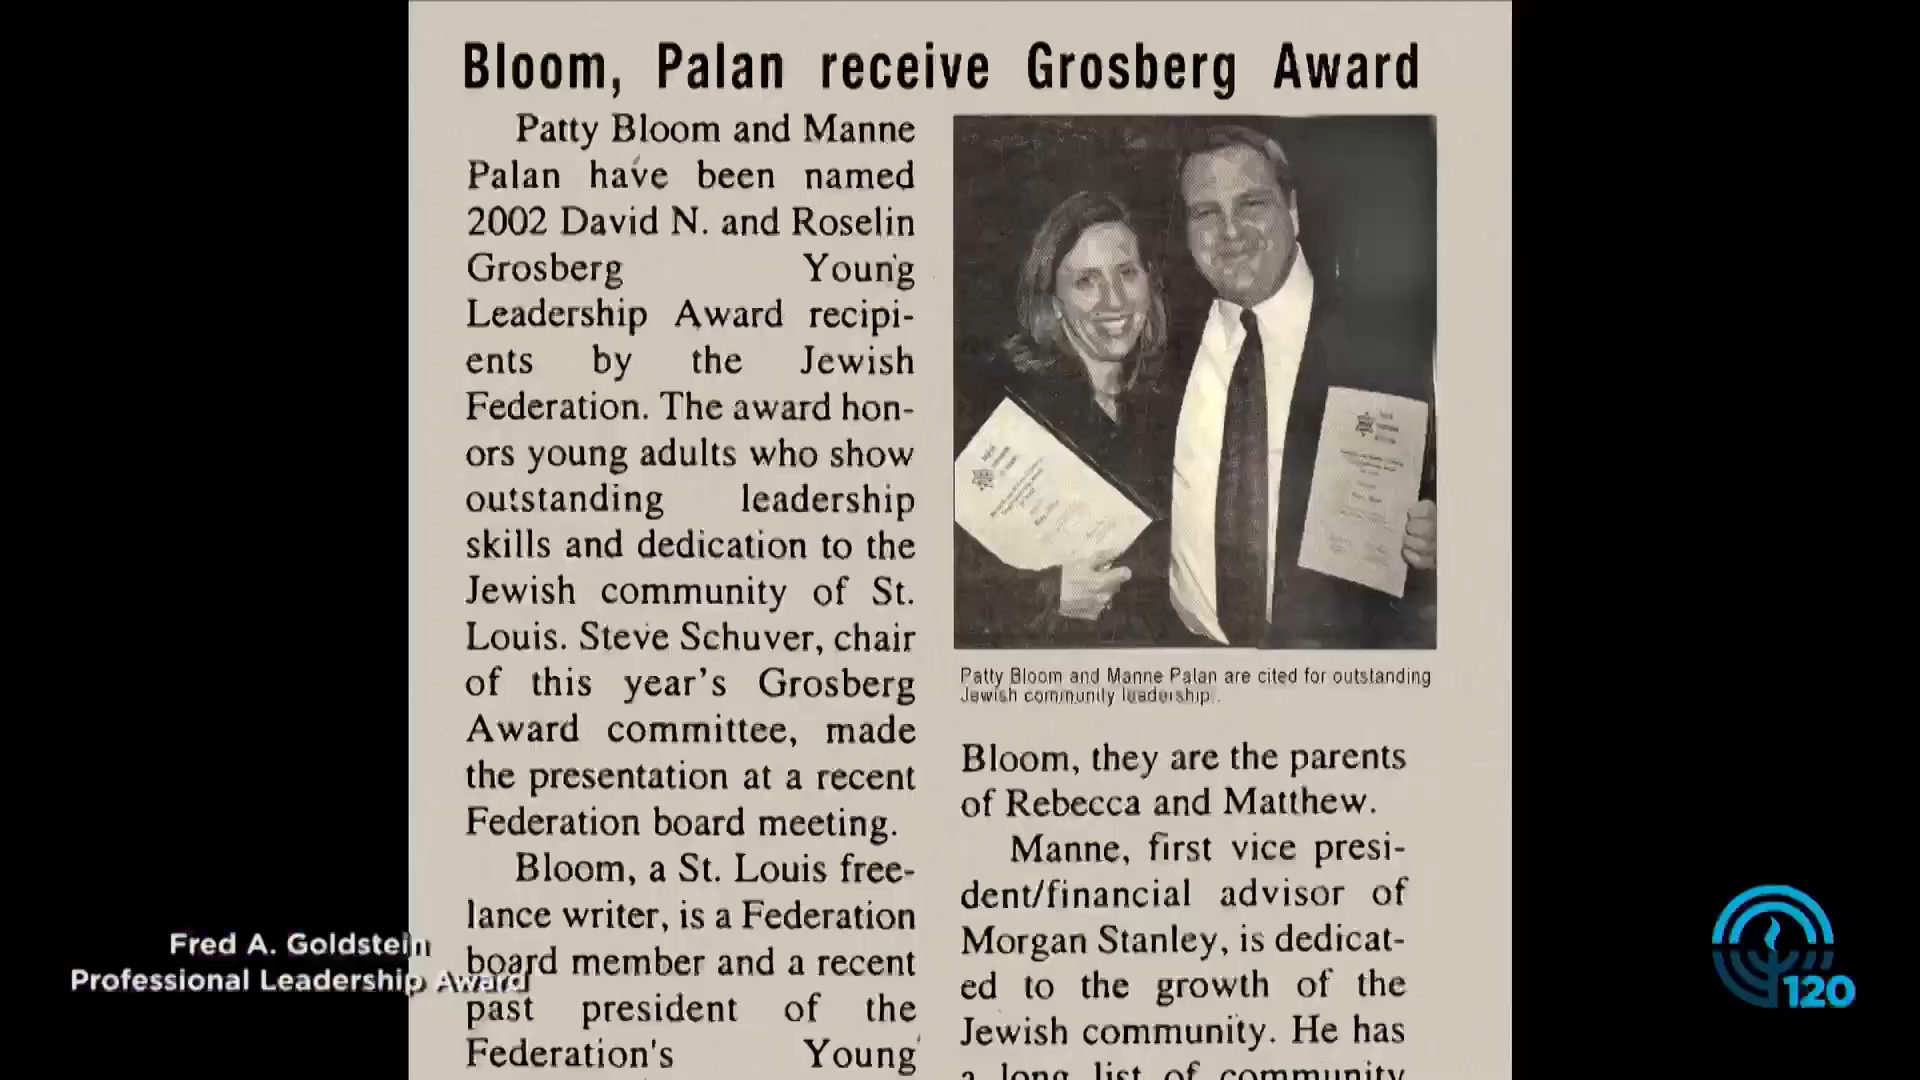 Bloom, Palan receive Grosberg Award
Patty Bloom and Manne
Palan have been named
2002 David N. and Roselin
Grosberg Young
Leadership Award recipi-
ents by the Jewish
Federation. The award hon-
ors young adults who show
outstanding leadership
skills and dedication to the
Jewish community of St.
Louis. Steve Schuver, chair
of this year's Grosberg
Award committee, made
the presentation at a recent
Federation board meeting.
Bloom, a St. Louis free-
lance writer, is a Federation
board member and a recent
past president of the
Federation's Young
Patty Bloom and Manne Palan are cited for outstanding
Jewish community leadership.
Bloom, they are the parents
of Rebecca and Matthew.
Manne, first vice presi-
dent/financial advisor of
Morgan Stanley, is dedicat-
ed to the growth of the
Jewish community. He has
a long list of community
Fred A. Goldstein
Professional Leadership Award
120